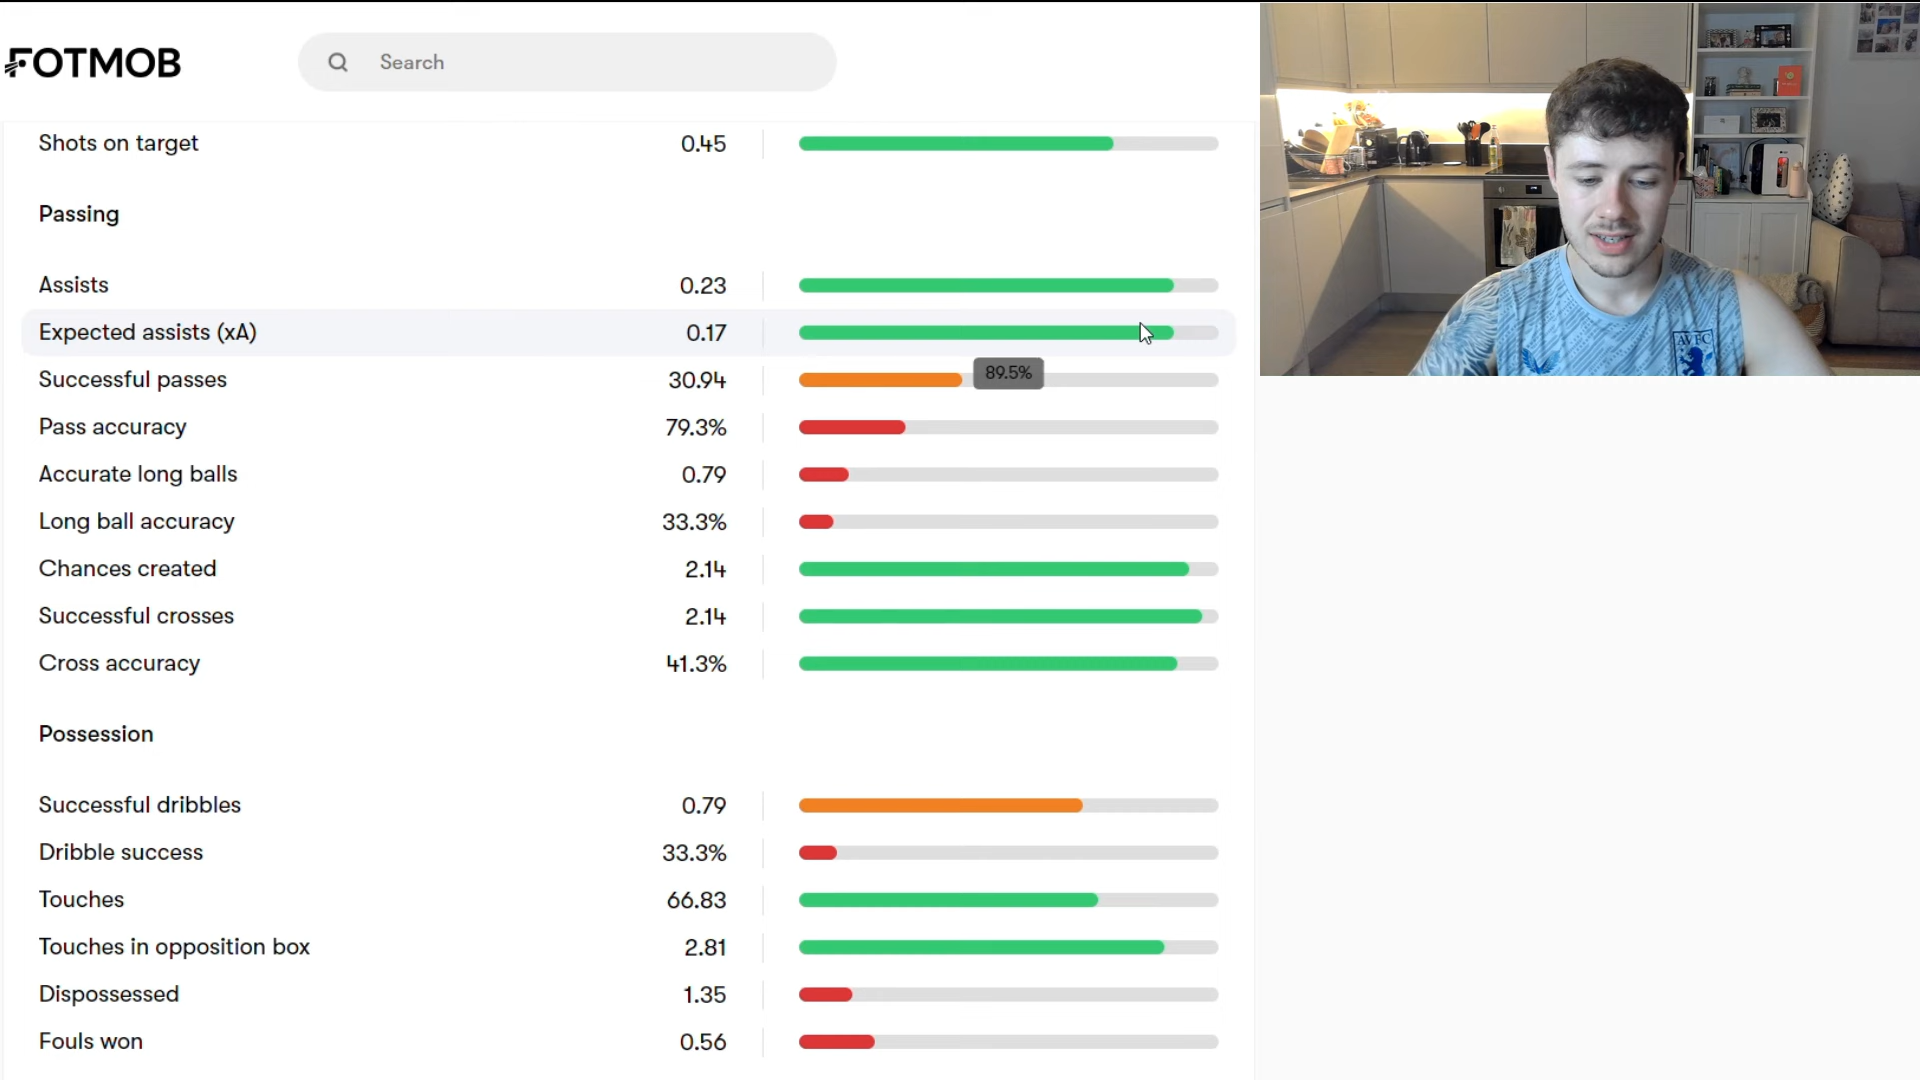 FOTMOB
Search
Shots on target 0.45
Passing
Assists 0.23
Expected assists (xA) 0.17
Successful passes 30.94
89.5%
Pass accuracy 79.3%
Accurate long balls 0.79
Long ball accuracy 33.3%
Chances created 2.14
Successful crosses 2.14
Cross accuracy 41.3%
Possession
Successful dribbles 0.79
Dribble success 33.3%
Touches 66.83
Touches in opposition box 2.81
Dispossessed 1.35
Fouls won 0.56
AVFC